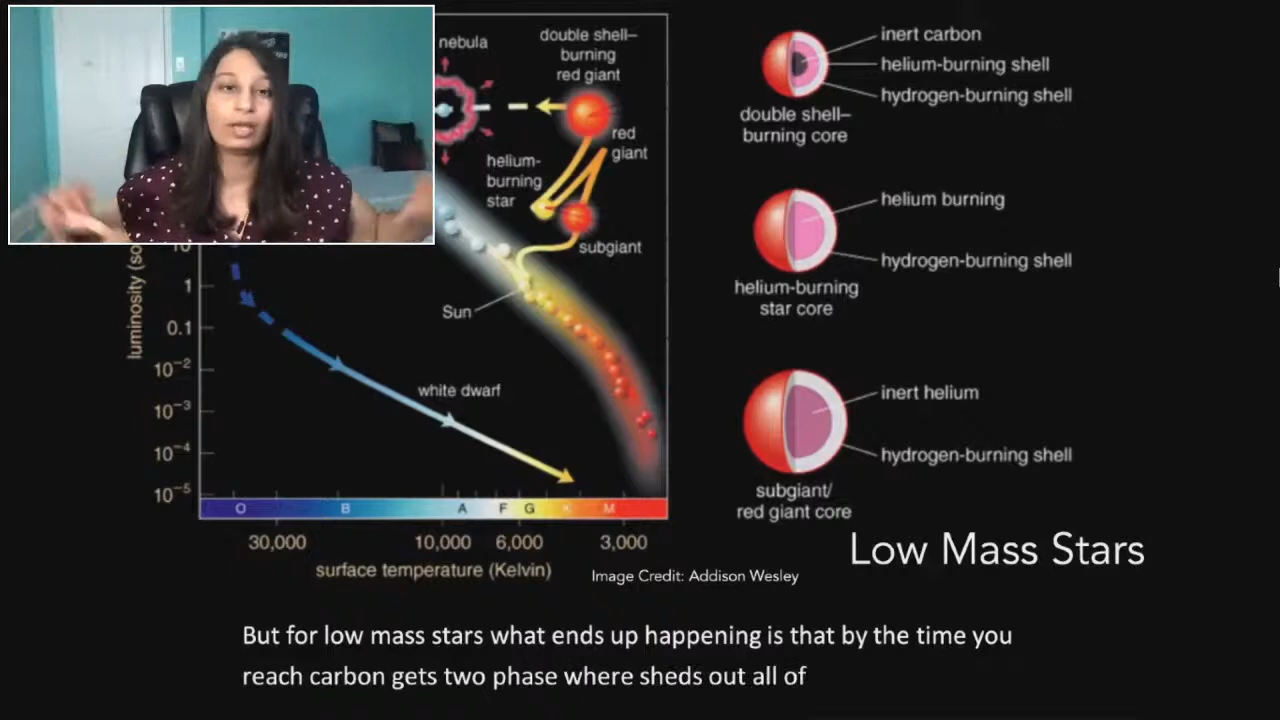 nebula
double shell–
burning
red giant
red
giant
helium-
burning
star
subgiant
Sun
white dwarf
luminosity (so
10
1
0.1
10⁻²
10⁻³
10⁻⁴
10⁻⁵
O B A F G K M
30,000 10,000 6,000 3,000
surface temperature (Kelvin)
inert carbon
helium-burning shell
hydrogen-burning shell
double shell–
burning core
helium burning
hydrogen-burning shell
helium-burning
star core
inert helium
hydrogen-burning shell
subgiant/
red giant core
Low Mass Stars
Image Credit: Addison Wesley
But for low mass stars what ends up happening is that by the time you
reach carbon gets two phase where sheds out all of